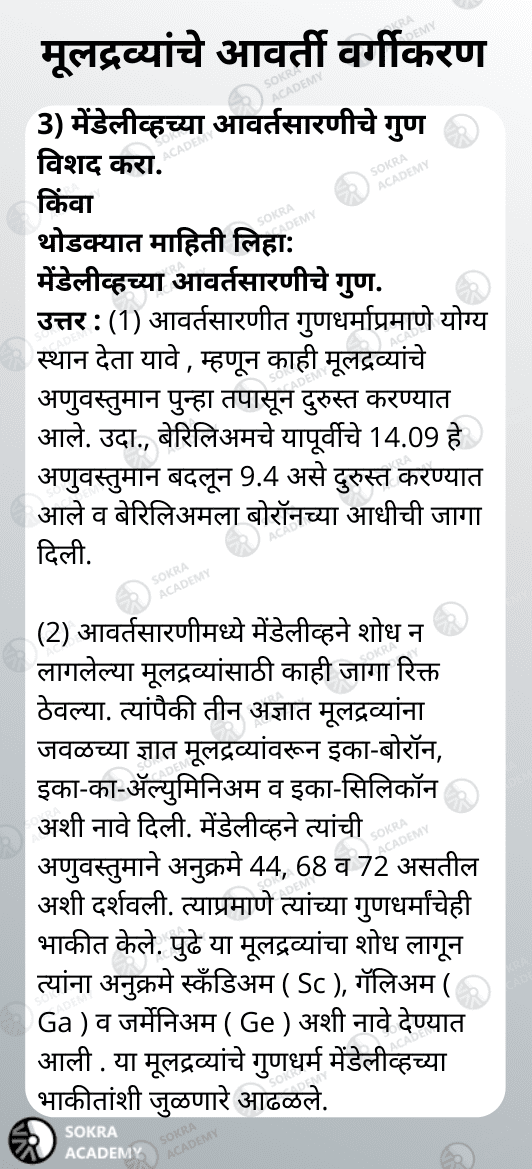 मूलद्रव्यांचे आवर्ती वर्गीकरण
3) मेंडेलीव्हच्या आवर्तसारणीचे गुण
विशद करा.
किंवा
थोडक्यात माहिती लिहा:
मेंडेलीव्हच्या आवर्तसारणीचे गुण.
उत्तर : (1) आवर्तसारणीत गुणधर्माप्रमाणे योग्य
स्थान देता यावे , म्हणून काही मूलद्रव्यांचे
अणुवस्तुमान पुन्हा तपासून दुरुस्त करण्यात
आले. उदा., बेरिलिअमचे यापूर्वीचे 14.09 हे
अणुवस्तुमान बदलून 9.4 असे दुरुस्त करण्यात
आले व बेरिलिअमला बोरॉनच्या आधीची जागा
दिली.
(2) आवर्तसारणीमध्ये मेंडेलीव्हने शोध न
लागलेल्या मूलद्रव्यांसाठी काही जागा रिक्त
ठेवल्या. त्यांपैकी तीन अज्ञात मूलद्रव्यांना
जवळच्या ज्ञात मूलद्रव्यांवरून इका-बोरॉन,
इका-का-ॲल्युमिनिअम व इका-सिलिकॉन
अशी नावे दिली. मेंडेलीव्हने त्यांची
अणुवस्तुमाने अनुक्रमे 44, 68 व 72 असतील
अशी दर्शवली. त्याप्रमाणे त्यांच्या गुणधर्मांचेही
भाकीत केले. पुढे या मूलद्रव्यांचा शोध लागून
त्यांना अनुक्रमे स्कँडिअम ( Sc ), गॅलिअम (
Ga ) व जर्मेनिअम ( Ge ) अशी नावे देण्यात
आली . या मूलद्रव्यांचे गुणधर्म मेंडेलीव्हच्या
भाकीतांशी जुळणारे आढळले.
SOKRA
ACADEMY